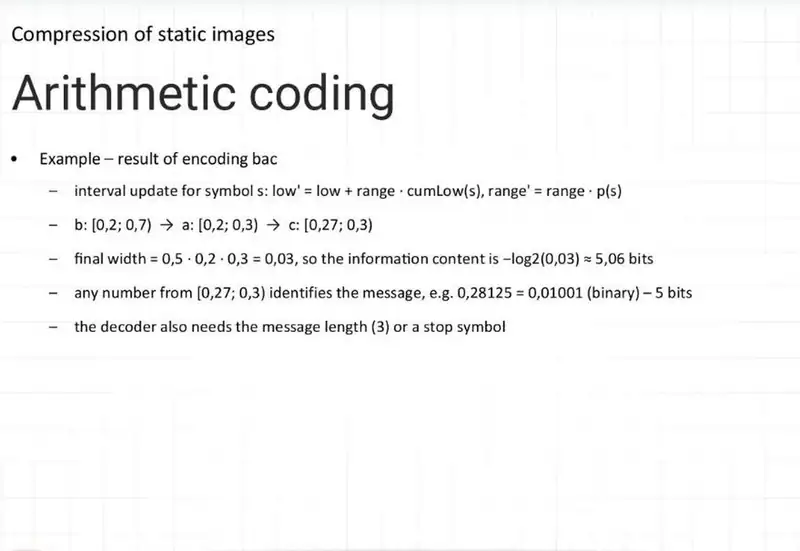 Compression of static images
Arithmetic coding
• Example – result of encoding bac
– interval update for symbol s: low' = low + range · cumLow(s), range' = range · p(s)
– b: [0,2; 0,7) → a: [0,2; 0,3) → c: [0,27; 0,3)
– final width = 0,5 · 0,2 · 0,3 = 0,03, so the information content is −log2(0,03) ≈ 5,06 bits
– any number from [0,27; 0,3) identifies the message, e.g. 0,28125 = 0,01001 (binary) – 5 bits
– the decoder also needs the message length (3) or a stop symbol